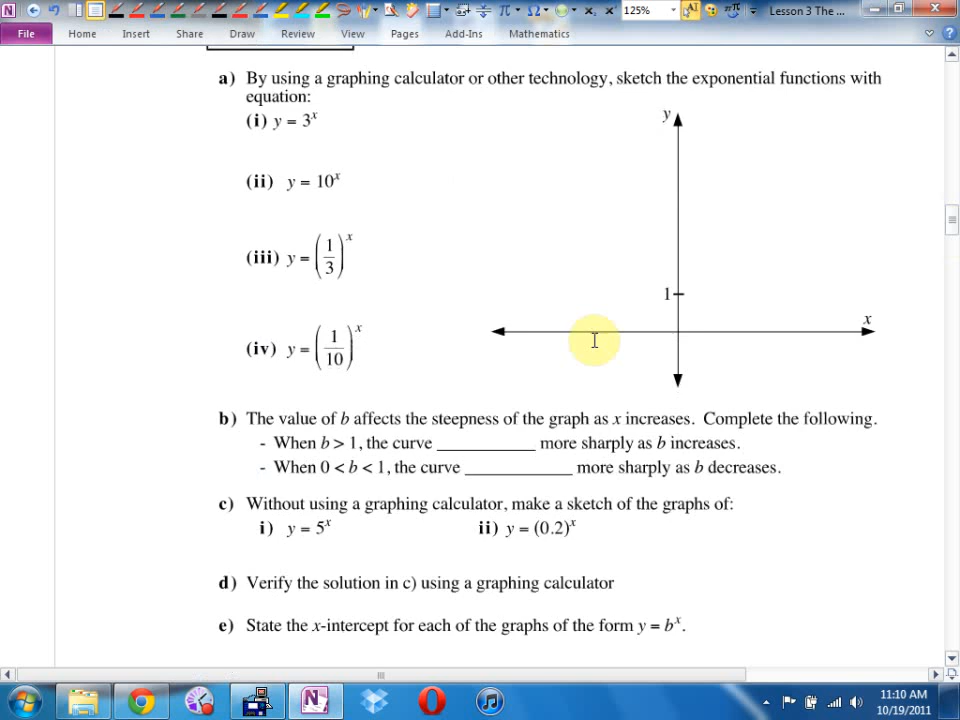 125%
Lesson 3 The ...
File Home Insert Share Draw Review View Pages Add-Ins Mathematics
a) By using a graphing calculator or other technology, sketch the exponential functions with
equation:
(i) y = 3ˣ
(ii) y = 10ˣ
(iii) y = (1/3)ˣ
(iv) y = (1/10)ˣ
y
1
x
b) The value of b affects the steepness of the graph as x increases. Complete the following.
- When b > 1, the curve __________ more sharply as b increases.
- When 0 < b < 1, the curve ___________ more sharply as b decreases.
c) Without using a graphing calculator, make a sketch of the graphs of:
i) y = 5ˣ ii) y = (0.2)ˣ
d) Verify the solution in c) using a graphing calculator
e) State the x-intercept for each of the graphs of the form y = bˣ.
11:10 AM
10/19/2011